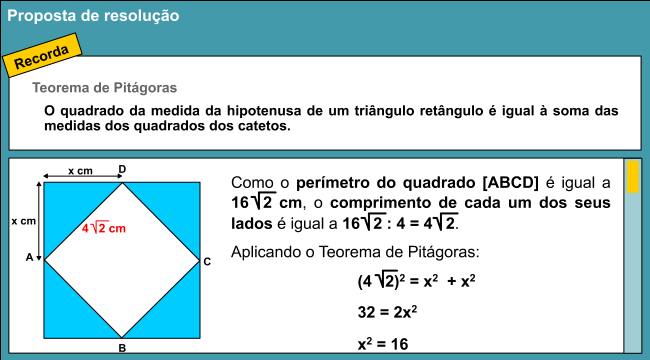 Proposta de resolução
Recorda
Teorema de Pitágoras
O quadrado da medida da hipotenusa de um triângulo retângulo é igual à soma das
medidas dos quadrados dos catetos.
x cm
D
x cm
4√2 cm
A
C
B
Como o perímetro do quadrado [ABCD] é igual a
16√2 cm, o comprimento de cada um dos seus
lados é igual a 16√2 : 4 = 4√2.
Aplicando o Teorema de Pitágoras:
(4√2)² = x² + x²
32 = 2x²
x² = 16